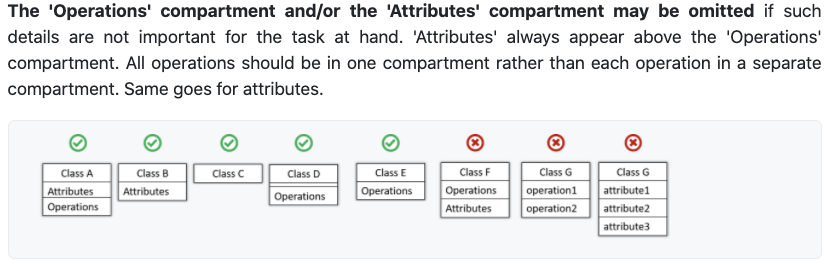 The 'Operations' compartment and/or the 'Attributes' compartment may be omitted if such
details are not important for the task at hand. 'Attributes' always appear above the 'Operations'
compartment. All operations should be in one compartment rather than each operation in a separate
compartment. Same goes for attributes.
Class A
Attributes
Operations
Class B
Attributes
Class C
Class D
Operations
Class E
Operations
Class F
Operations
Attributes
Class G
operation1
operation2
Class G
attribute1
attribute2
attribute3